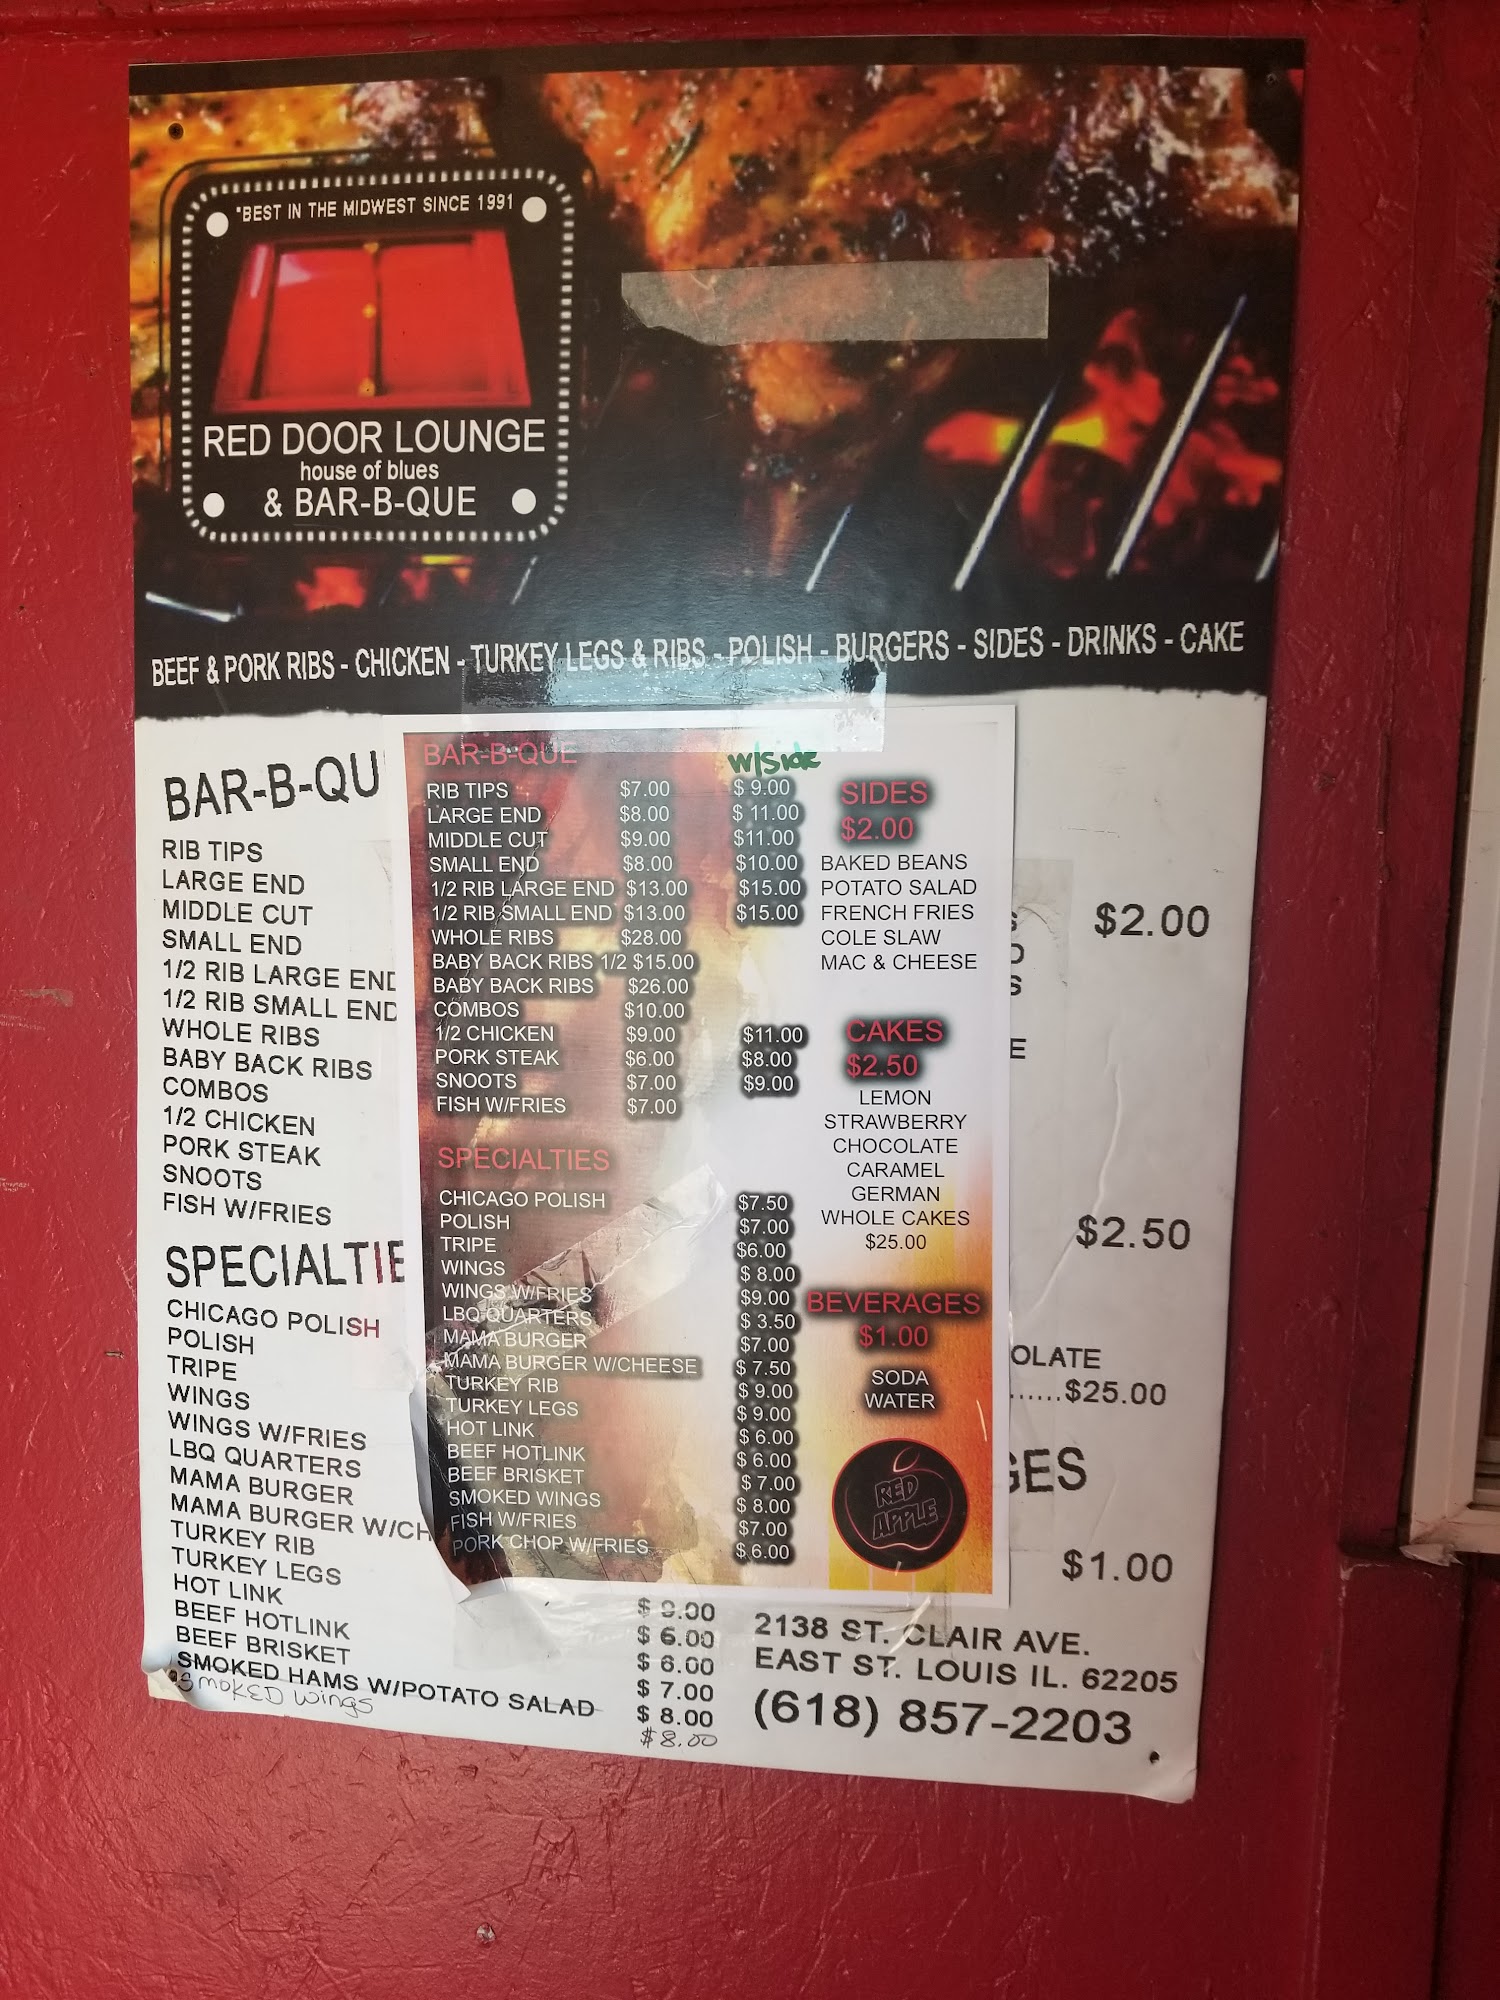 "BEST IN THE MIDWEST SINCE 1991
RED DOOR LOUNGE
house of blues
& BAR-B-QUE
BEEF & PORK RIBS - CHICKEN - TURKEY LEGS & RIBS - POLISH - BURGERS - SIDES - DRINKS - CAKE
BAR-B-QU
RIB TIPS
LARGE END
MIDDLE CUT
SMALL END
1/2 RIB LARGE END
1/2 RIB SMALL END
WHOLE RIBS
BABY BACK RIBS
COMBOS
1/2 CHICKEN
PORK STEAK
SNOOTS
FISH W/FRIES
SPECIALTIE
CHICAGO POLISH
POLISH
TRIPE
WINGS
WINGS W/FRIES
LBQ QUARTERS
MAMA BURGER
MAMA BURGER W/CH
TURKEY RIB
TURKEY LEGS
HOT LINK
BEEF HOTLINK
BEEF BRISKET
SMOKED HAMS W/POTATO SALAD
SMOKED Wings
$ 9.00
$ 6.00
$ 6.00
$ 7.00
$ 8.00
$8.00
BAR-B-QUE w/side
RIB TIPS $7.00 $ 9.00
LARGE END $8.00 $ 11.00
MIDDLE CUT $9.00 $11.00
SMALL END $8.00 $10.00
1/2 RIB LARGE END $13.00 $15.00
1/2 RIB SMALL END $13.00 $15.00
WHOLE RIBS $28.00
BABY BACK RIBS 1/2 $15.00
BABY BACK RIBS $26.00
COMBOS $10.00
1/2 CHICKEN $9.00 $11.00
PORK STEAK $6.00 $8.00
SNOOTS $7.00 $9.00
FISH W/FRIES $7.00
SPECIALTIES
CHICAGO POLISH $7.50
POLISH $7.00
TRIPE $6.00
WINGS $ 8.00
WINGS W/FRIES $9.00
LBQ QUARTERS $ 3.50
MAMA BURGER $7.00
MAMA BURGER W/CHEESE $ 7.50
TURKEY RIB $ 9.00
TURKEY LEGS $ 9.00
HOT LINK $ 6.00
BEEF HOTLINK $ 6.00
BEEF BRISKET $ 7.00
SMOKED WINGS $ 8.00
FISH W/FRIES $7.00
PORK CHOP W/FRIES $ 6.00
SIDES
$2.00
BAKED BEANS
POTATO SALAD
FRENCH FRIES
COLE SLAW
MAC & CHEESE
CAKES
$2.50
LEMON
STRAWBERRY
CHOCOLATE
CARAMEL
GERMAN
WHOLE CAKES
$25.00
BEVERAGES
$1.00
SODA
WATER
RED
APPLE
S $2.00
O
S
E
$2.50
OLATE
......$25.00
GES
$1.00
2138 ST. CLAIR AVE.
EAST ST. LOUIS IL. 62205
(618) 857-2203